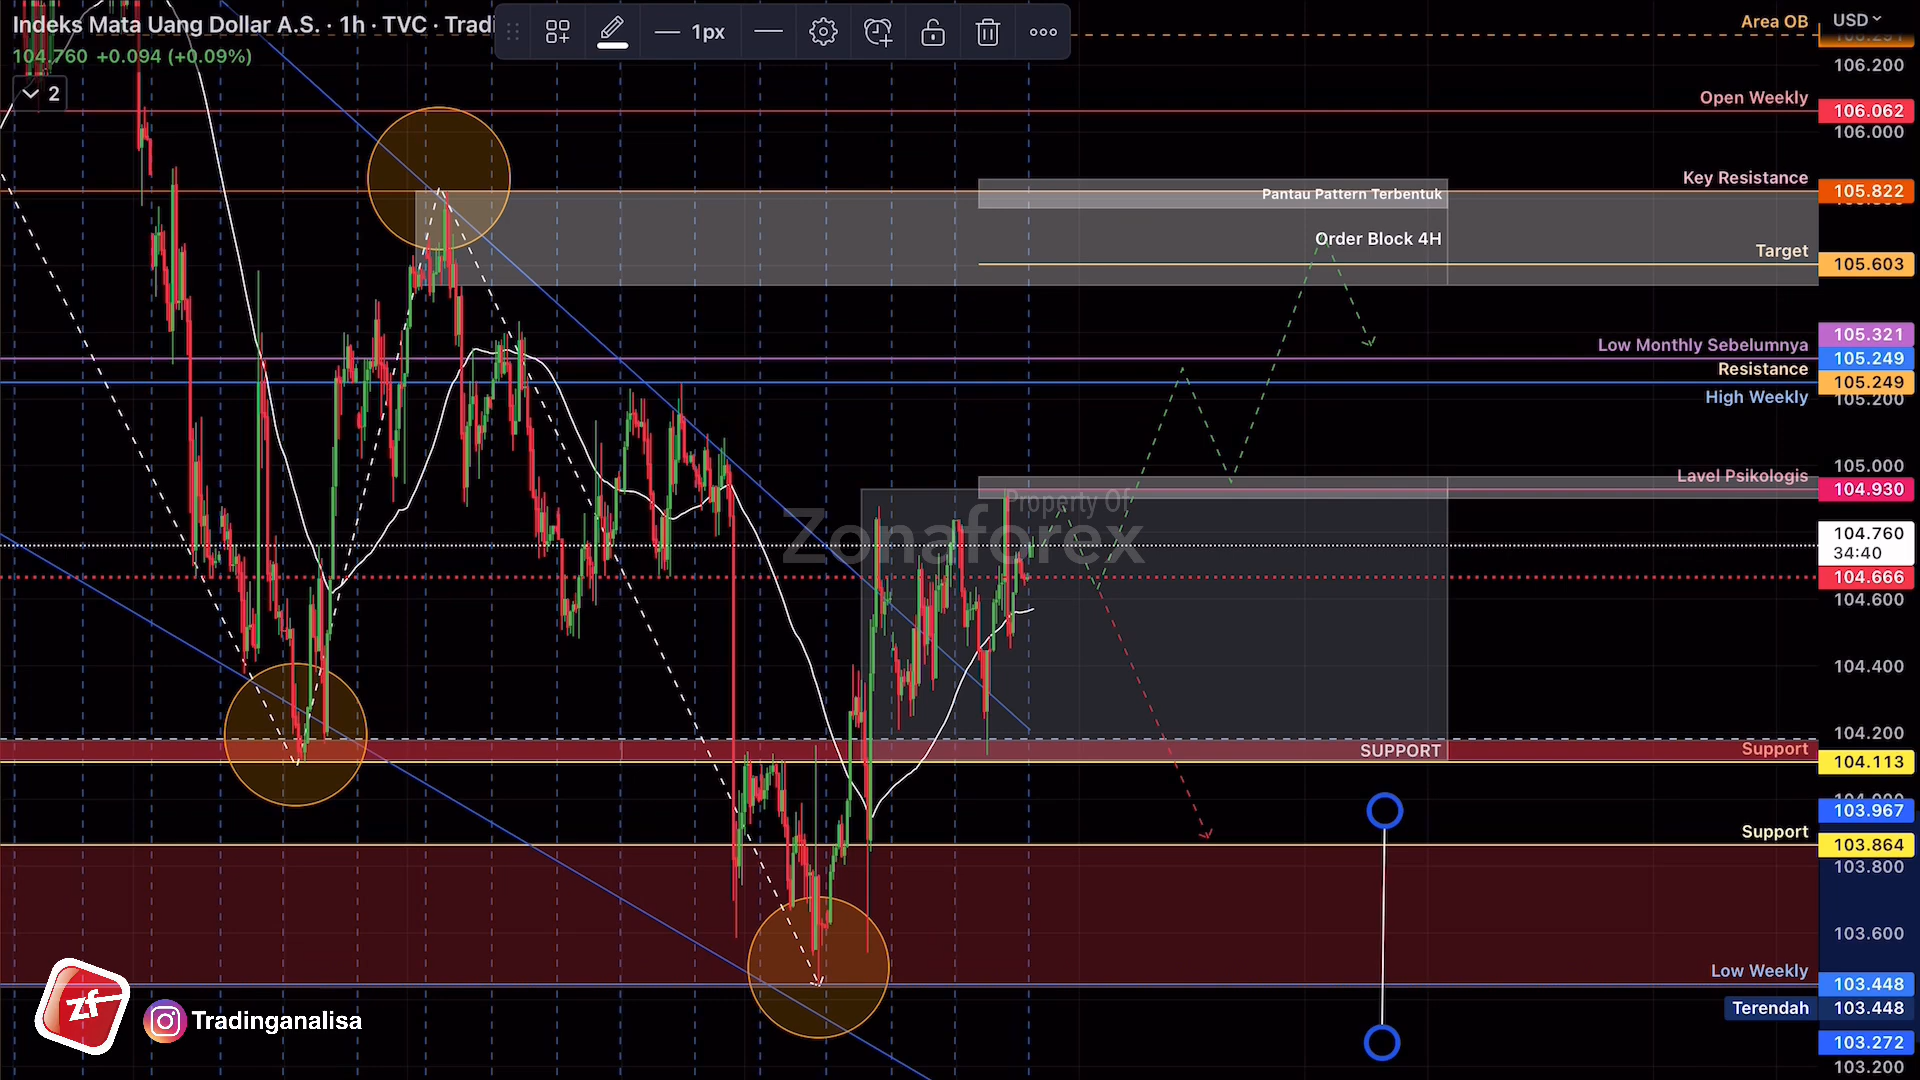 Indeks Mata Uang Dollar A.S. · 1h · TVC · Tradi
104.760 +0.094 (+0.09%)
2
1px
USD
Area OB
106.200
Open Weekly
106.062
106.000
Key Resistance
105.822
Pantau Pattern Terbentuk
Order Block 4H
Target
105.603
105.321
Low Monthly Sebelumnya
105.249
Resistance
105.249
High Weekly
105.200
105.000
Lavel Psikologis
104.930
Property Of
Zonaforex
104.760
34:40
104.666
104.600
104.400
104.200
SUPPORT
Support
104.113
103.967
Support
103.864
103.800
103.600
Low Weekly
103.448
Terendah
103.448
103.272
103.200
zf
Tradinganalisa